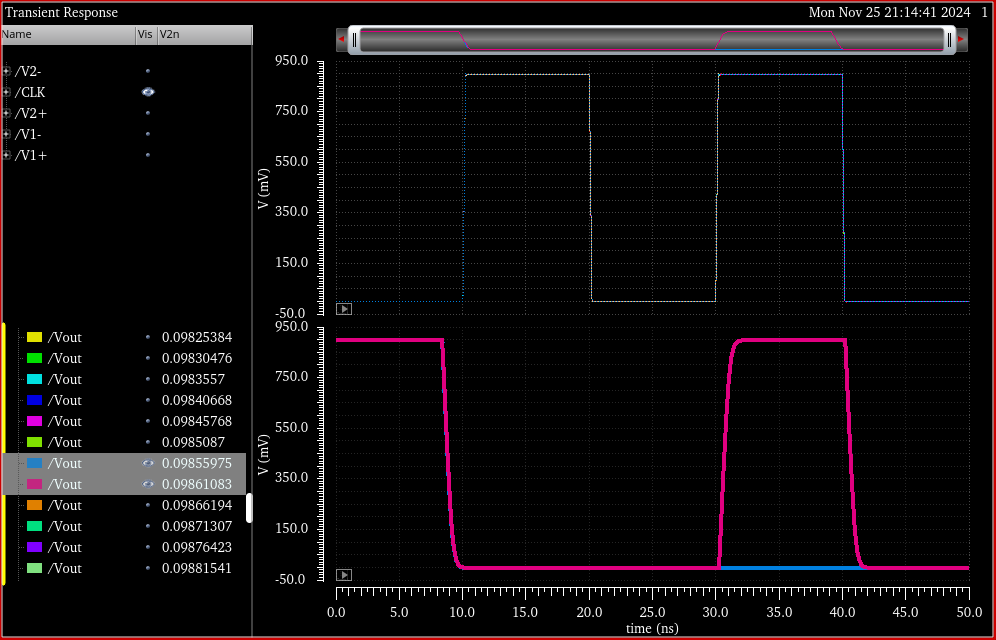 Transient Response Mon Nov 25 21:14:41 2024 1
Name Vis V2n
/V2-
/CLK
/V2+
/V1-
/V1+
/Vout 0.09825384
/Vout 0.09830476
/Vout 0.0983557
/Vout 0.09840668
/Vout 0.09845768
/Vout 0.0985087
/Vout 0.09855975
/Vout 0.09861083
/Vout 0.09866194
/Vout 0.09871307
/Vout 0.09876423
/Vout 0.09881541
V (mV)
950.0
750.0
550.0
350.0
150.0
-50.0
V (mV)
950.0
750.0
550.0
350.0
150.0
-50.0
0.0 5.0 10.0 15.0 20.0 25.0 30.0 35.0 40.0 45.0 50.0
time (ns)